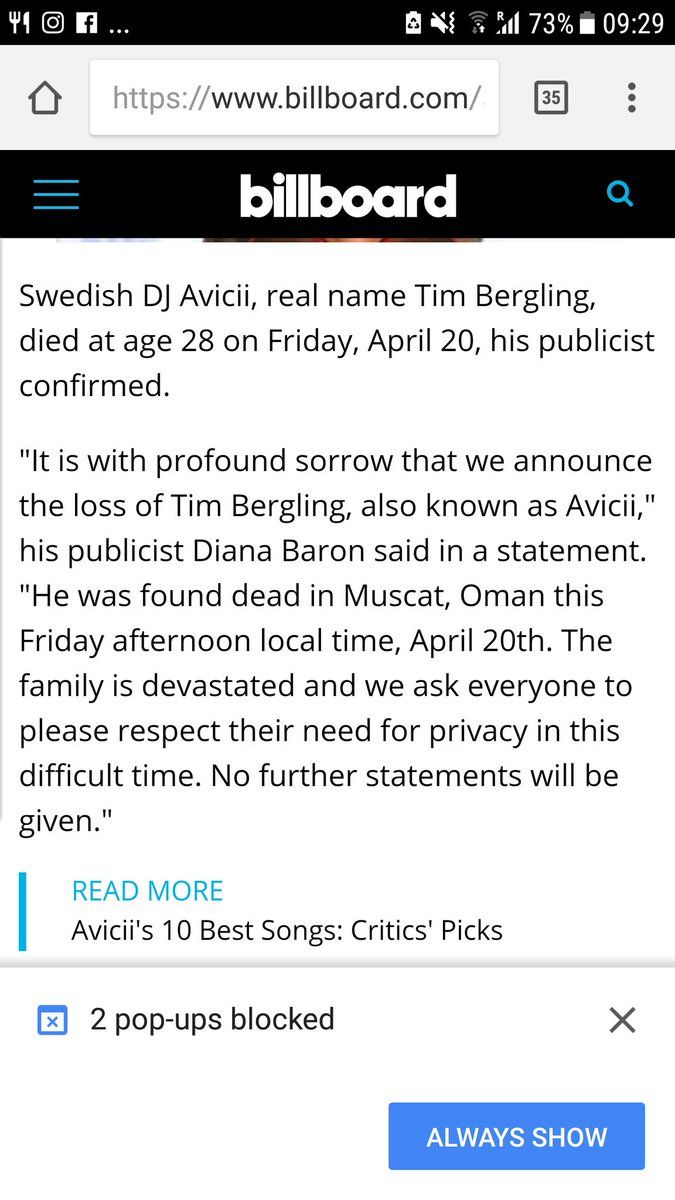 ... R 73% 09:29
https://www.billboard.com/ 35
billboard
Swedish DJ Avicii, real name Tim Bergling,
died at age 28 on Friday, April 20, his publicist
confirmed.
"It is with profound sorrow that we announce
the loss of Tim Bergling, also known as Avicii,"
his publicist Diana Baron said in a statement.
"He was found dead in Muscat, Oman this
Friday afternoon local time, April 20th. The
family is devastated and we ask everyone to
please respect their need for privacy in this
difficult time. No further statements will be
given."
READ MORE
Avicii's 10 Best Songs: Critics' Picks
2 pop-ups blocked
ALWAYS SHOW